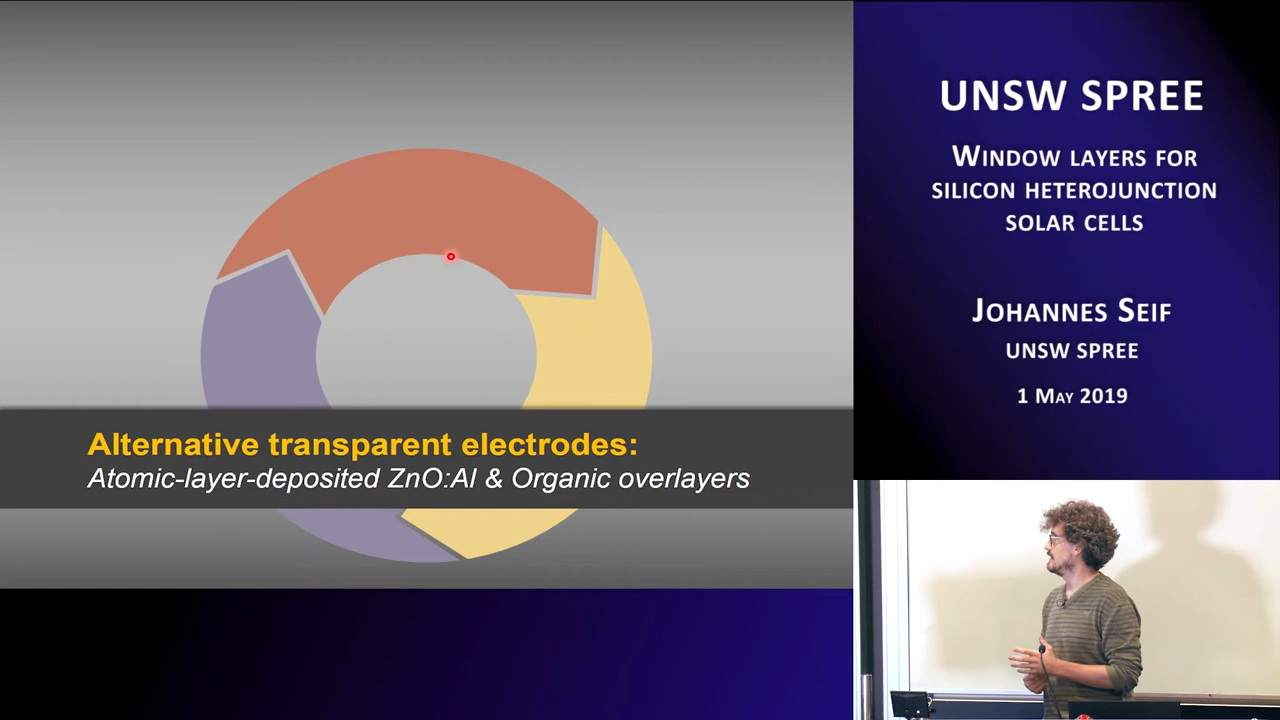 Alternative transparent electrodes:
Atomic-layer-deposited ZnO:Al & Organic overlayers
UNSW SPREE
WINDOW LAYERS FOR
SILICON HETEROJUNCTION
SOLAR CELLS
JOHANNES SEIF
UNSW SPREE
1 MAY 2019